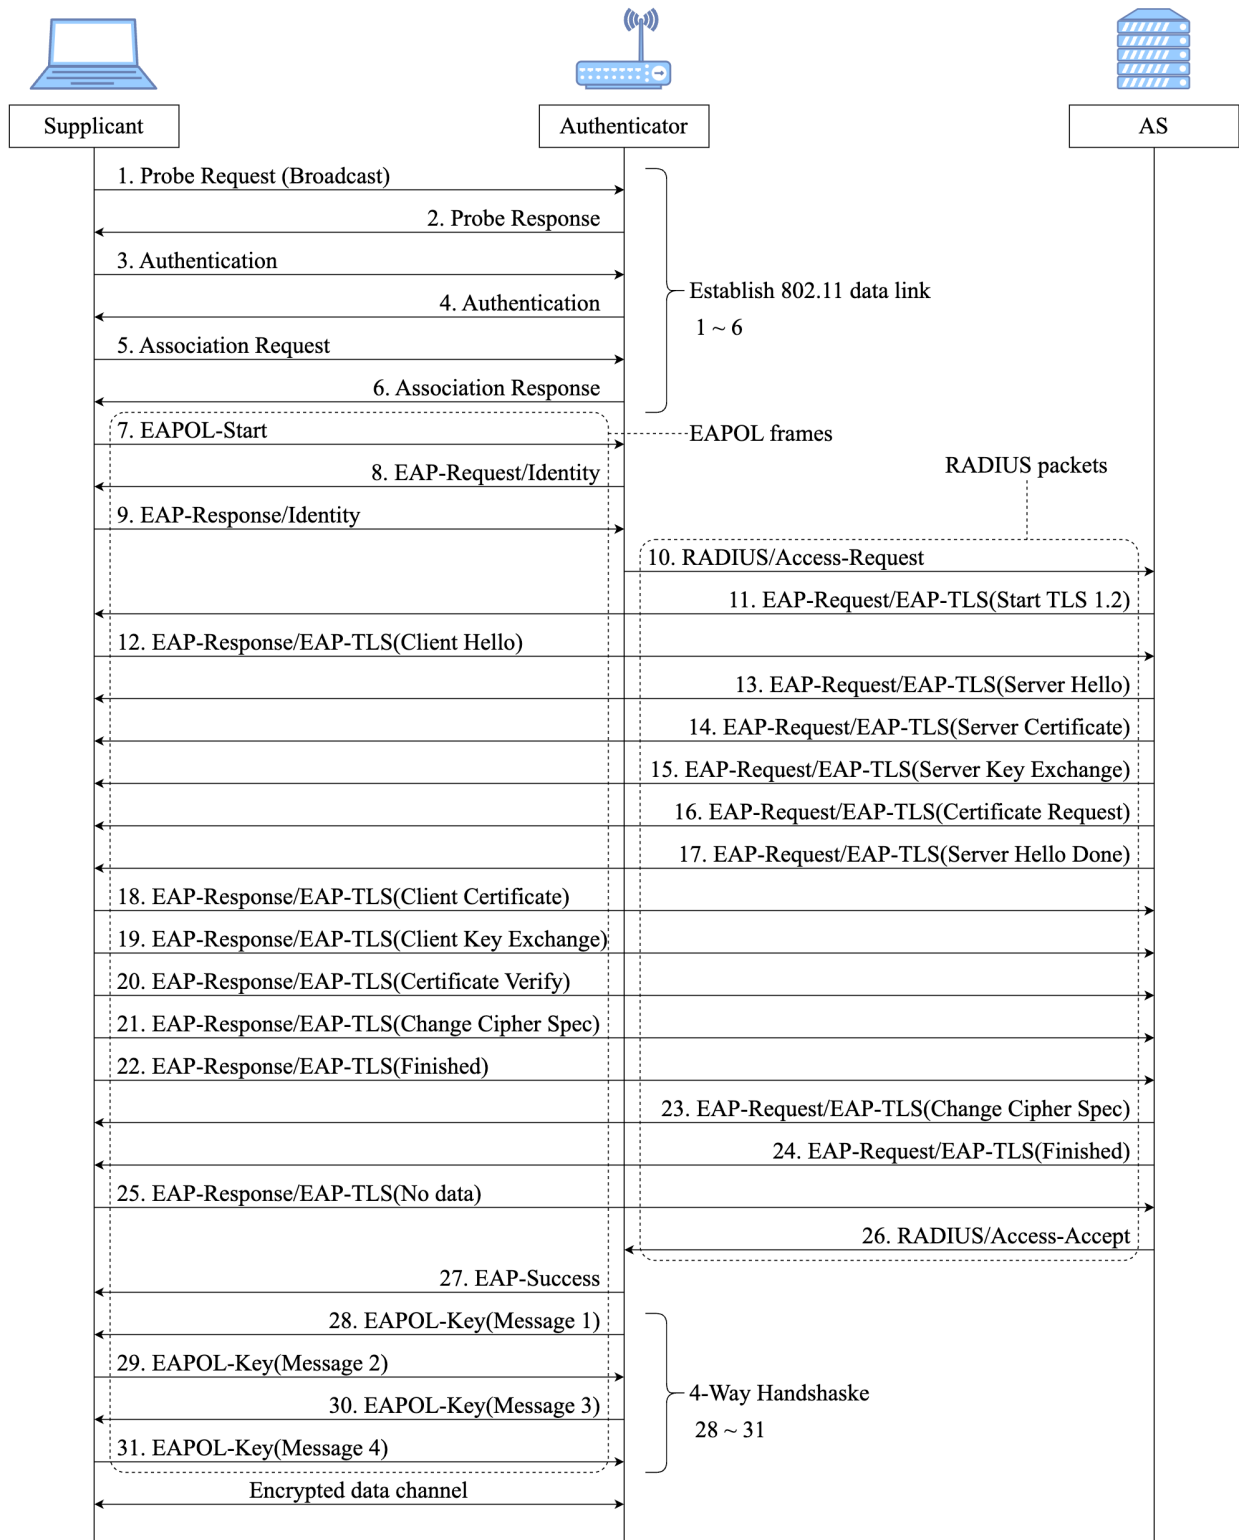 Supplicant
Authenticator
AS
1. Probe Request (Broadcast)
2. Probe Response
3. Authentication
4. Authentication
Establish 802.11 data link
1 ~ 6
5. Association Request
6. Association Response
7. EAPOL-Start
EAPOL frames
RADIUS packets
8. EAP-Request/Identity
9. EAP-Response/Identity
10. RADIUS/Access-Request
11. EAP-Request/EAP-TLS(Start TLS 1.2)
12. EAP-Response/EAP-TLS(Client Hello)
13. EAP-Request/EAP-TLS(Server Hello)
14. EAP-Request/EAP-TLS(Server Certificate)
15. EAP-Request/EAP-TLS(Server Key Exchange)
16. EAP-Request/EAP-TLS(Certificate Request)
17. EAP-Request/EAP-TLS(Server Hello Done)
18. EAP-Response/EAP-TLS(Client Certificate)
19. EAP-Response/EAP-TLS(Client Key Exchange)
20. EAP-Response/EAP-TLS(Certificate Verify)
21. EAP-Response/EAP-TLS(Change Cipher Spec)
22. EAP-Response/EAP-TLS(Finished)
23. EAP-Request/EAP-TLS(Change Cipher Spec)
24. EAP-Request/EAP-TLS(Finished)
25. EAP-Response/EAP-TLS(No data)
26. RADIUS/Access-Accept
27. EAP-Success
28. EAPOL-Key(Message 1)
29. EAPOL-Key(Message 2)
30. EAPOL-Key(Message 3)
4-Way Handshaske
28 ~ 31
31. EAPOL-Key(Message 4)
Encrypted data channel